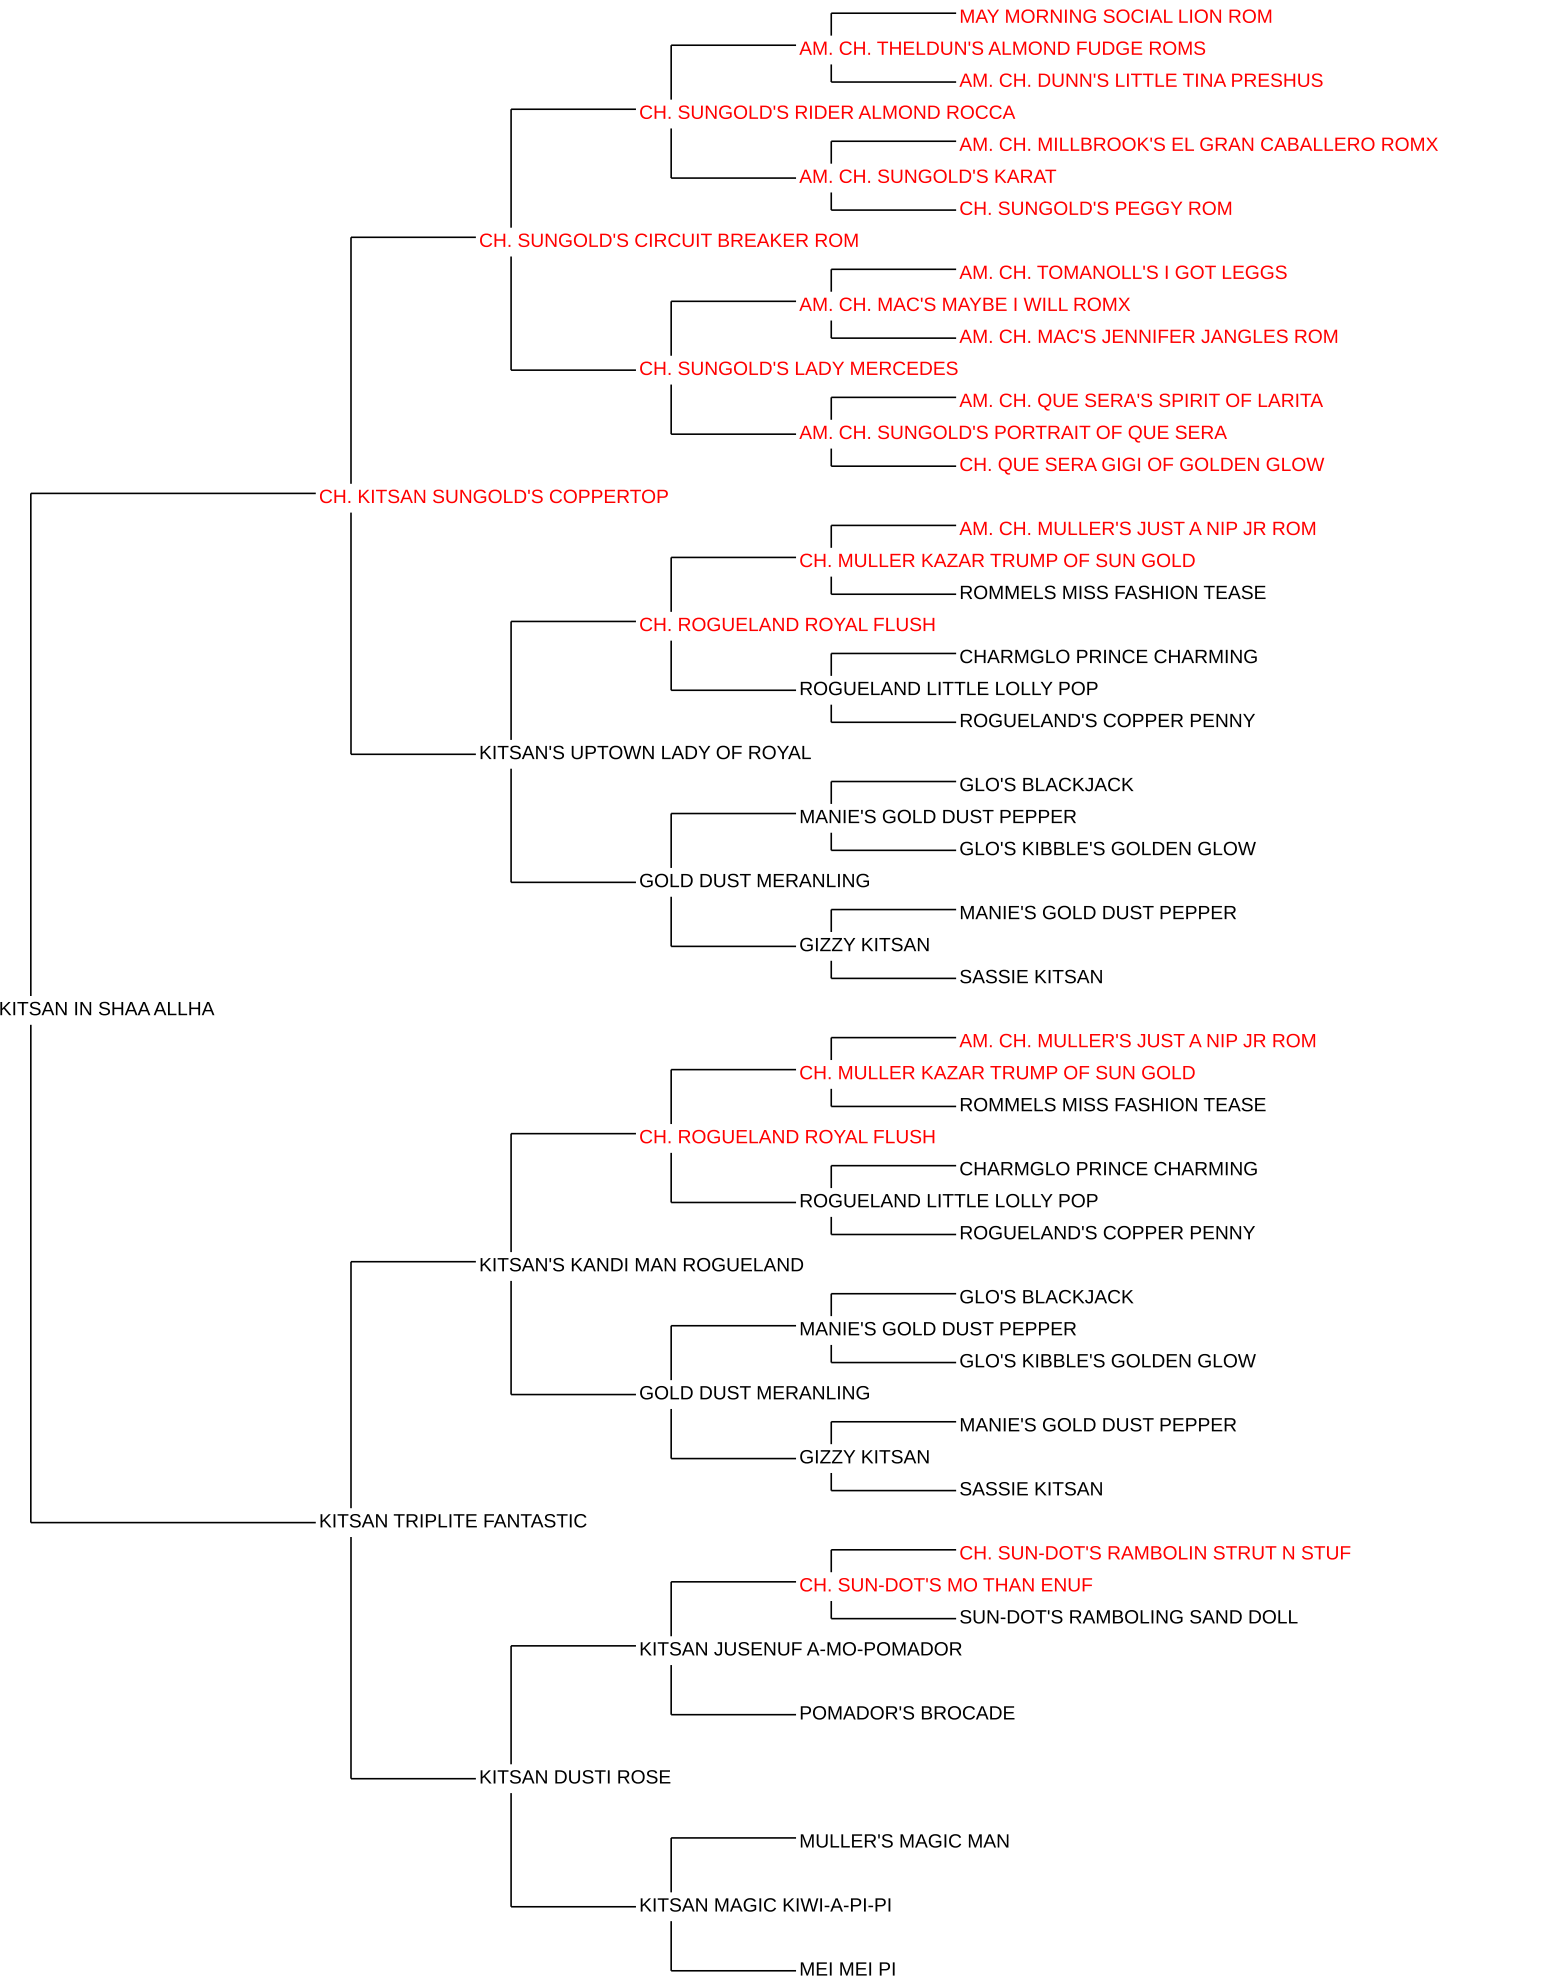 MAY MORNING SOCIAL LION ROM
AM. CH. THELDUN'S ALMOND FUDGE ROMS
AM. CH. DUNN'S LITTLE TINA PRESHUS
CH. SUNGOLD'S RIDER ALMOND ROCCA
AM. CH. MILLBROOK'S EL GRAN CABALLERO ROMX
AM. CH. SUNGOLD'S KARAT
CH. SUNGOLD'S PEGGY ROM
CH. SUNGOLD'S CIRCUIT BREAKER ROM
AM. CH. TOMANOLL'S I GOT LEGGS
AM. CH. MAC'S MAYBE I WILL ROMX
AM. CH. MAC'S JENNIFER JANGLES ROM
CH. SUNGOLD'S LADY MERCEDES
AM. CH. QUE SERA'S SPIRIT OF LARITA
AM. CH. SUNGOLD'S PORTRAIT OF QUE SERA
CH. QUE SERA GIGI OF GOLDEN GLOW
CH. KITSAN SUNGOLD'S COPPERTOP
AM. CH. MULLER'S JUST A NIP JR ROM
CH. MULLER KAZAR TRUMP OF SUN GOLD
ROMMELS MISS FASHION TEASE
CH. ROGUELAND ROYAL FLUSH
CHARMGLO PRINCE CHARMING
ROGUELAND LITTLE LOLLY POP
ROGUELAND'S COPPER PENNY
KITSAN'S UPTOWN LADY OF ROYAL
GLO'S BLACKJACK
MANIE'S GOLD DUST PEPPER
GLO'S KIBBLE'S GOLDEN GLOW
GOLD DUST MERANLING
MANIE'S GOLD DUST PEPPER
GIZZY KITSAN
SASSIE KITSAN
KITSAN IN SHAA ALLHA
AM. CH. MULLER'S JUST A NIP JR ROM
CH. MULLER KAZAR TRUMP OF SUN GOLD
ROMMELS MISS FASHION TEASE
CH. ROGUELAND ROYAL FLUSH
CHARMGLO PRINCE CHARMING
ROGUELAND LITTLE LOLLY POP
ROGUELAND'S COPPER PENNY
KITSAN'S KANDI MAN ROGUELAND
GLO'S BLACKJACK
MANIE'S GOLD DUST PEPPER
GLO'S KIBBLE'S GOLDEN GLOW
GOLD DUST MERANLING
MANIE'S GOLD DUST PEPPER
GIZZY KITSAN
SASSIE KITSAN
KITSAN TRIPLITE FANTASTIC
CH. SUN-DOT'S RAMBOLIN STRUT N STUF
CH. SUN-DOT'S MO THAN ENUF
SUN-DOT'S RAMBOLING SAND DOLL
KITSAN JUSENUF A-MO-POMADOR
POMADOR'S BROCADE
KITSAN DUSTI ROSE
MULLER'S MAGIC MAN
KITSAN MAGIC KIWI-A-PI-PI
MEI MEI PI